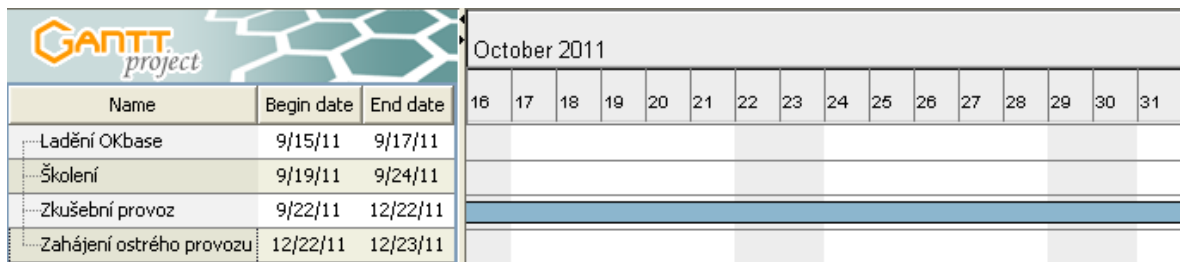 GANTT
project
October 2011
Name Begin date End date 16 17 18 19 20 21 22 23 24 25 26 27 28 29 30 31
Ladění OKbase 9/15/11 9/17/11
Školení 9/19/11 9/24/11
Zkušební provoz 9/22/11 12/22/11
Zahájení ostrého provozu 12/22/11 12/23/11